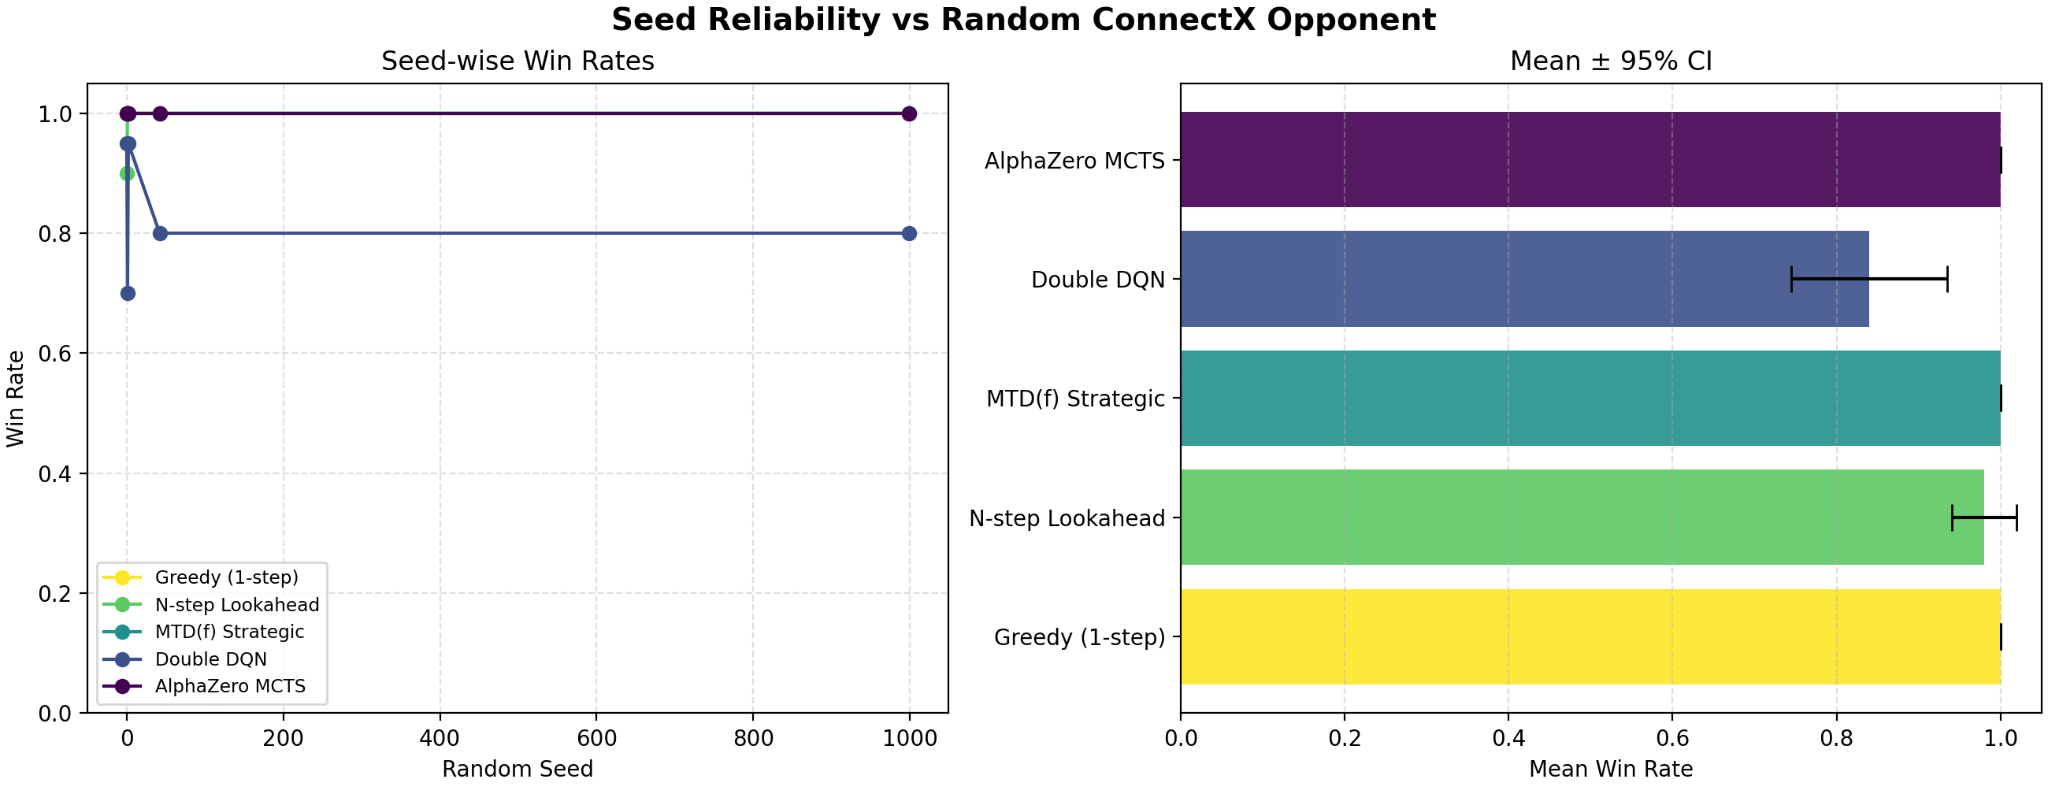 Seed Reliability vs Random ConnectX Opponent
Seed-wise Win Rates
Win Rate
1.0
0.8
0.6
0.4
0.2
0.0
Greedy (1-step)
N-step Lookahead
MTD(f) Strategic
Double DQN
AlphaZero MCTS
0 200 400 600 800 1000
Random Seed
Mean ± 95% CI
AlphaZero MCTS
Double DQN
MTD(f) Strategic
N-step Lookahead
Greedy (1-step)
0.0 0.2 0.4 0.6 0.8 1.0
Mean Win Rate